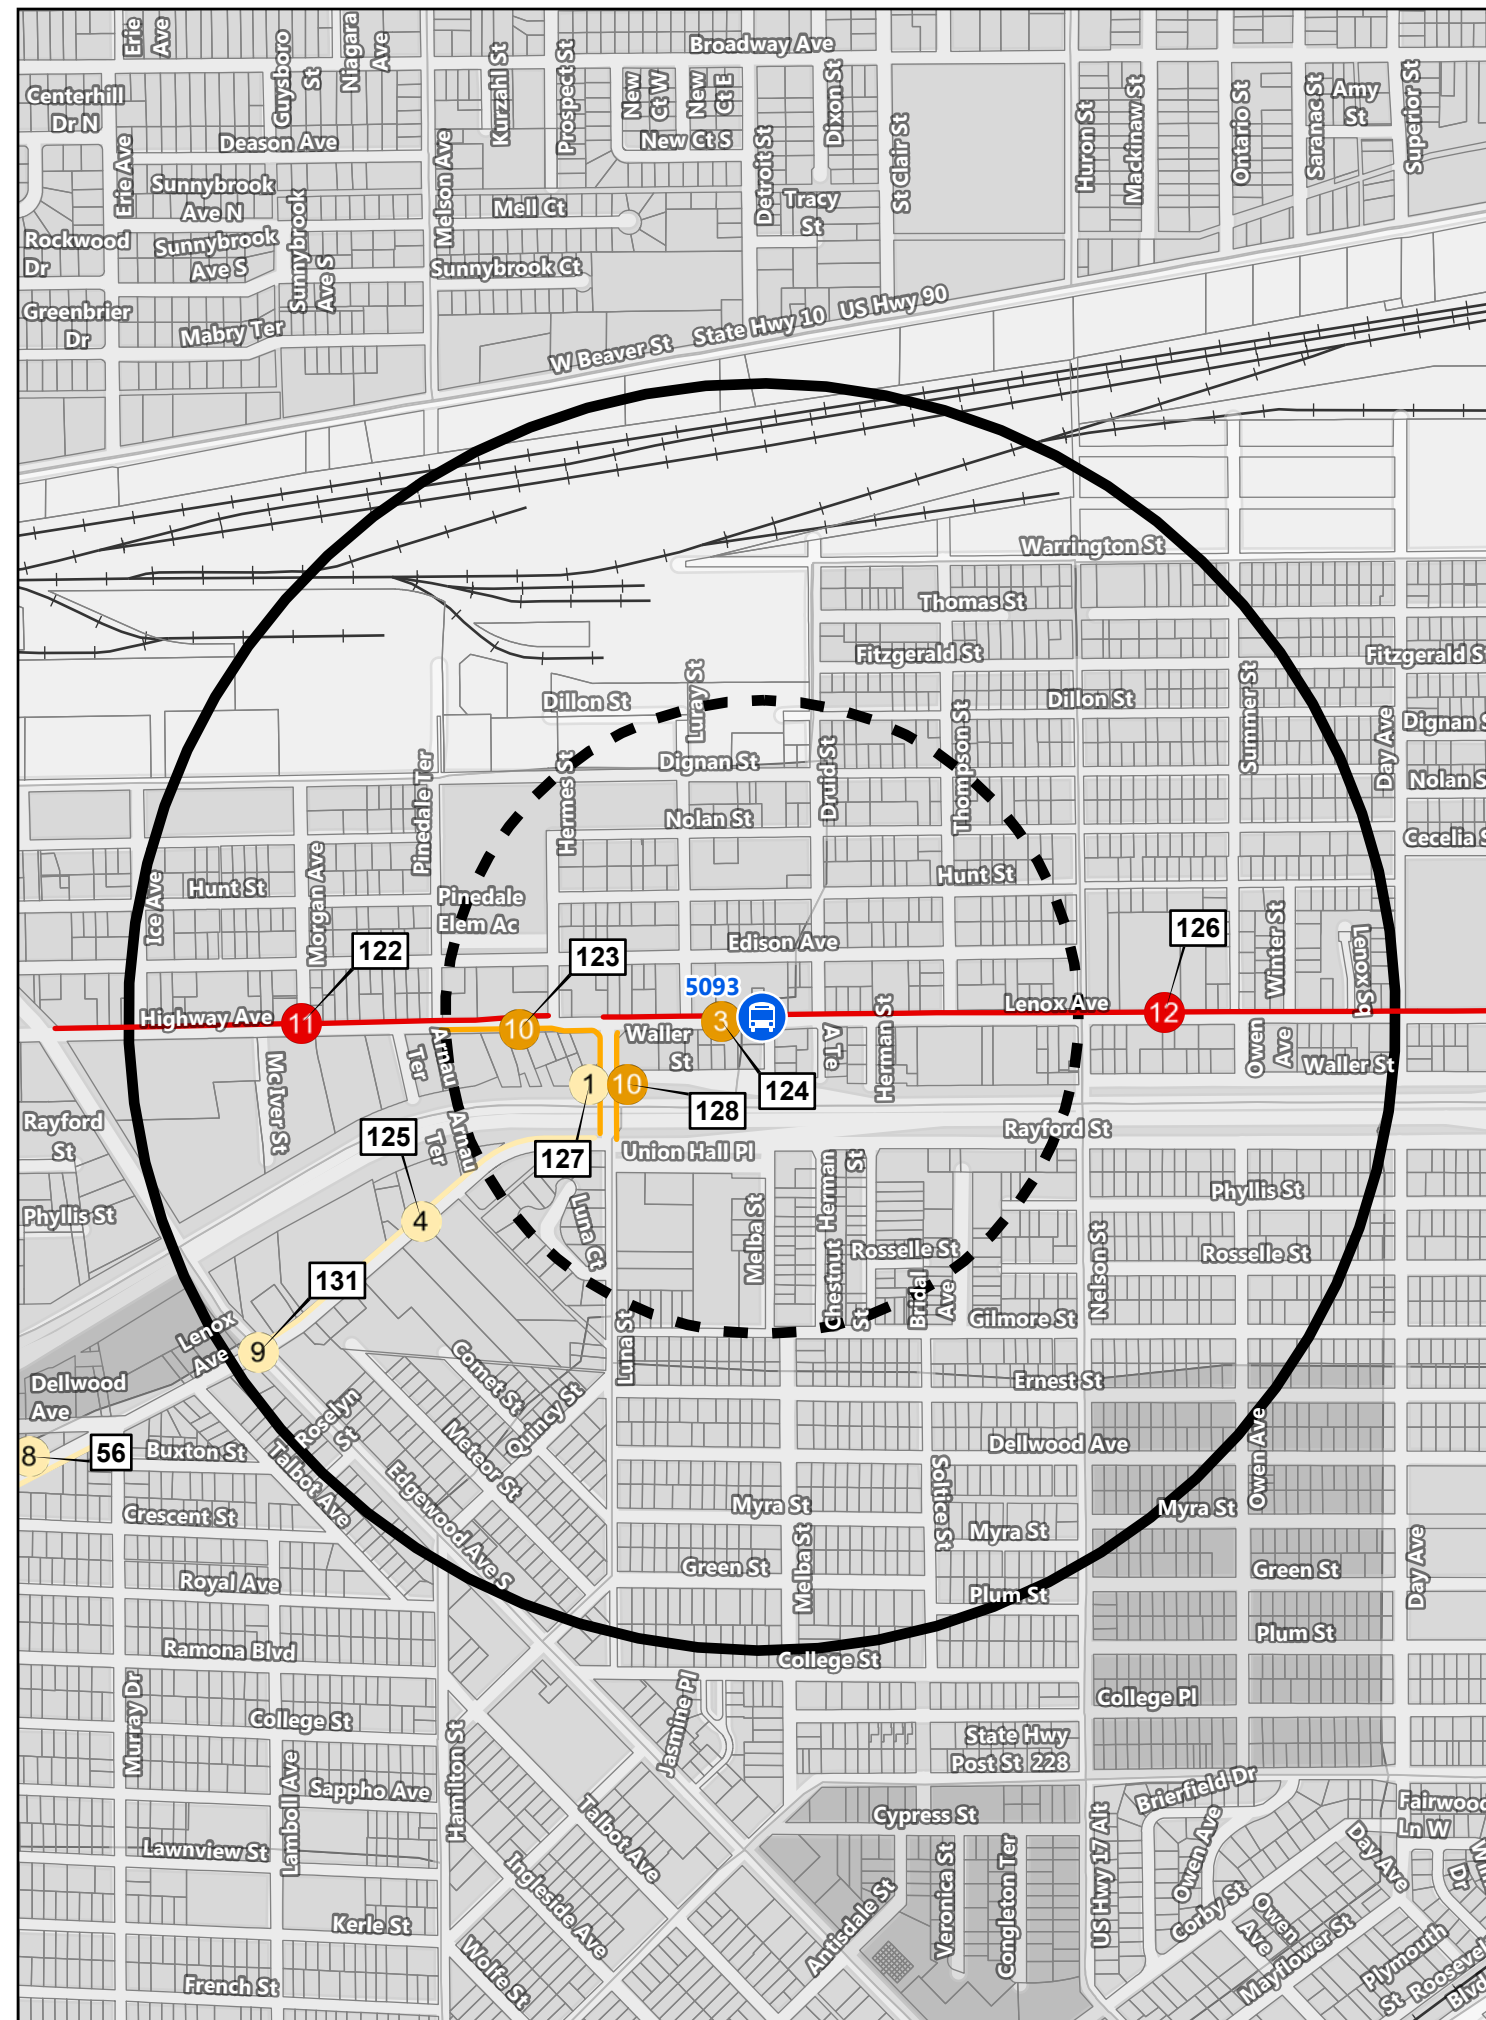 Erie
Ave
Guysboro
St
Niagara
Ave
Kurzahl St
Prospect St
Broadway Ave
New
Ct W
New
Ct E
New Ct S
Dixon St
Detroit St
St Clair St
Huron St
Mackinaw St
Ontario St
Saranac St
Amy
St
Superior St
Centerhill
Dr N
Deason Ave
Erie Ave
Sunnybrook
Ave N
Melson Ave
Mell Ct
Tracy
St
Rockwood
Dr
Sunnybrook
Ave S
Sunnybrook
Ave S
Sunnybrook Ct
Greenbrier
Dr
Mabry Ter
W Beaver St
State Hwy 10
US Hwy 90
Warrington St
Thomas St
Fitzgerald St
Fitzgerald S
Dillon St
Luray St
Dillon St
Summer St
Day Ave
Dignan S
Dignan St
Druid St
Thompson St
Hermes St
Pinedale Ter
Nolan S
Nolan St
Cecelia S
Hunt St
Morgan Ave
Ice Ave
Pinedale
Elem Ac
Hunt St
Edison Ave
Winter St
Lenox Sq
122
123
126
5093
Highway Ave
11
10
3
Lenox Ave
12
Waller
St
A Te
Herman St
Owen
Ave
Waller St
Arnau
Ter
Mc Iver St
1
10
124
128
Rayford
St
125
Arnau
Ter
127
Union Hall Pl
Rayford St
Phyllis St
4
Luna Ct
Melba St
Herman
St
Chestnut
St
Rosselle St
Bridal
Ave
Nelson St
Phyllis St
Rosselle St
131
Gilmore St
Lenox
Ave
9
Luna St
Dellwood
Ave
Comet St
Quincy St
Ernest St
Roselyn
St
Meteor St
Dellwood Ave
Owen Ave
8
56
Buxton St
Talbot Ave
Edgewood Ave S
Crescent St
Myra St
Soltice St
Myra St
Myra St
Green St
Melba St
Green St
Day Ave
Royal Ave
Plum St
Plum St
Ramona Blvd
College St
Murray Dr
College St
Hamilton St
Jasmine Pl
College Pl
State Hwy
Post St 228
Lamboll Ave
Sappho Ave
Talbot Ave
Cypress St
Brierfield Dr
Fairwood
Ln W
Lawnview St
Ingleside Ave
Antisdale St
Veronica St
Congleton Ter
US Hwy 17 Alt
Owen Ave
Day Ave
Dr
Corby St
Owen
Ave
Kerle St
Mayflower St
Plymouth
St
French St
Wolfe St
Roosevel
Blvd